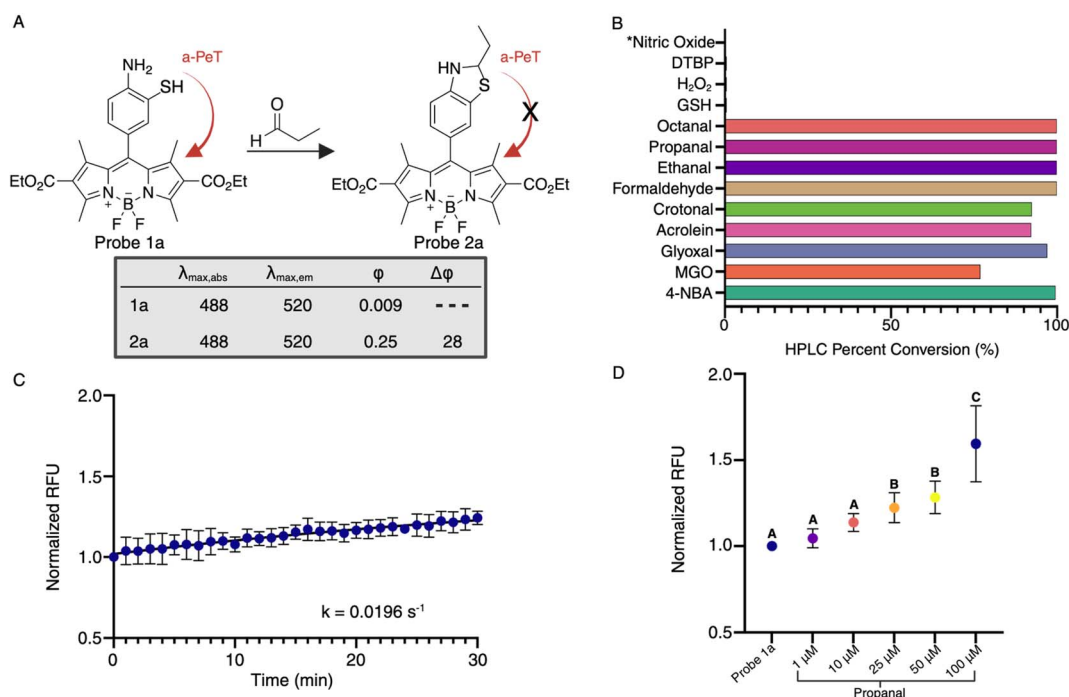 A
NH₂
SH
a-PeT
EtO₂C
CO₂Et
N
+
N
B
-
F F
Probe 1a
O
H
HN
S
a-PeT
X
EtO₂C
CO₂Et
N
+
N
B
-
F F
Probe 2a
λmax,abs λmax,em φ Δφ
1a 488 520 0.009 ---
2a 488 520 0.25 28
B
*Nitric Oxide
DTBP
H₂O₂
GSH
Octanal
Propanal
Ethanal
Formaldehyde
Crotonal
Acrolein
Glyoxal
MGO
4-NBA
0 50 100
HPLC Percent Conversion (%)
C
Normalized RFU
2.0
1.5
1.0
0.5
k = 0.0196 s⁻¹
0 10 20 30
Time (min)
D
Normalized RFU
2.0
1.5
1.0
0.5
A A A B B C
Probe 1a 1 μM 10 μM 25 μM 50 μM 100 μM
Propanal